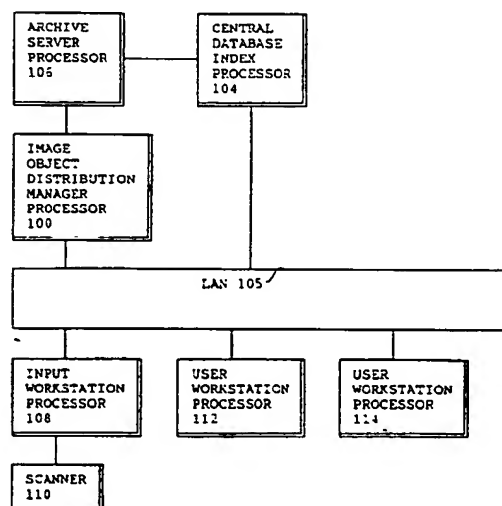 ARCHIVE
SERVER
PROCESSOR
106
CENTRAL
DATABASE
INDEX
PROCESSOR
104
IMAGE
OBJECT
DISTRIBUTION
MANAGER
PROCESSOR
100
LAN 105
INPUT
WORKSTATION
PROCESSOR
108
USER
WORKSTATION
PROCESSOR
112
USER
WORKSTATION
PROCESSOR
114
SCANNER
110